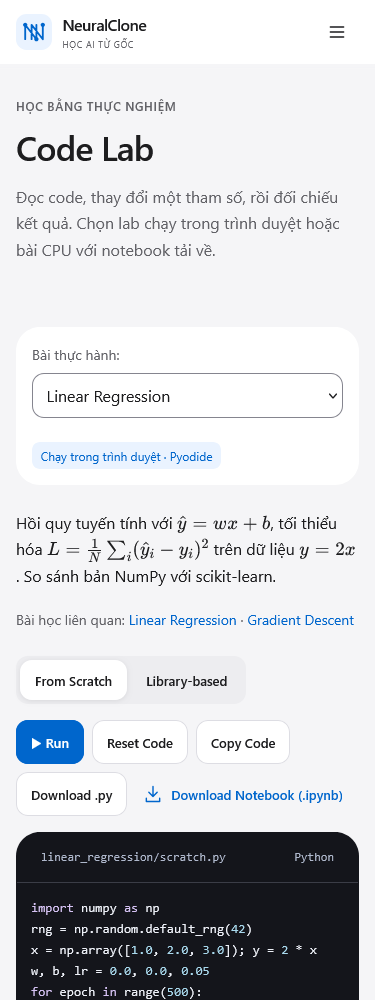 NeuralClone
HỌC AI TỪ GỐC
HỌC BẰNG THỰC NGHIỆM
Code Lab
Đọc code, thay đổi một tham số, rồi đối chiếu
kết quả. Chọn lab chạy trong trình duyệt hoặc
bài CPU với notebook tải về.
Bài thực hành:
Linear Regression
Chạy trong trình duyệt · Pyodide
Hồi quy tuyến tính với ŷ = wx + b, tối thiểu
hóa L = 1/N ∑ᵢ(ŷᵢ − yᵢ)² trên dữ liệu y = 2x
. So sánh bản NumPy với scikit-learn.
Bài học liên quan: Linear Regression · Gradient Descent
From Scratch Library-based
▶ Run Reset Code Copy Code
Download .py Download Notebook (.ipynb)
linear_regression/scratch.py Python
import numpy as np
rng = np.random.default_rng(42)
x = np.array([1.0, 2.0, 3.0]); y = 2 * x
w, b, lr = 0.0, 0.0, 0.05
for epoch in range(500):